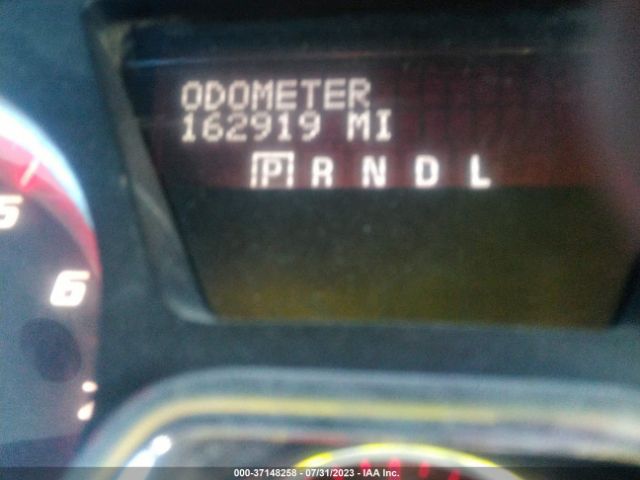 ODOMETER
162919 MI
P R N D L
5
6
000-37148258 - 07/31/2023 - IAA Inc.